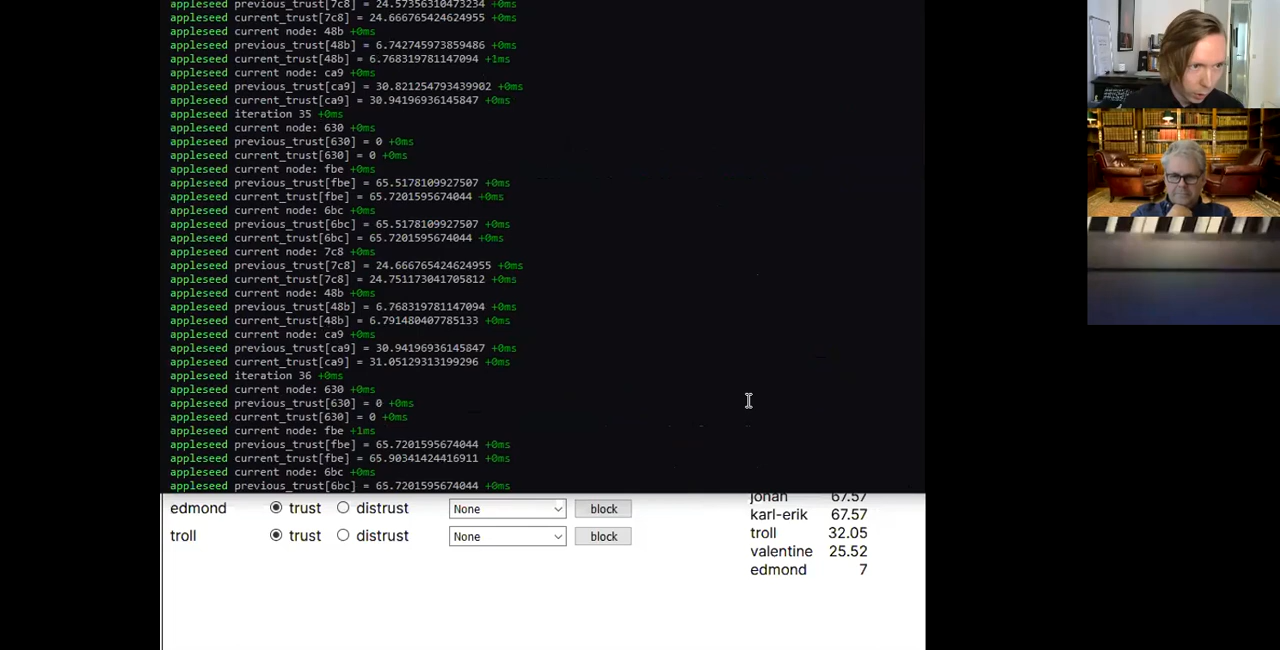 appleseed previous_trust[7c8] = 24.57356310473234 +0ms
appleseed current_trust[7c8] = 24.666765424624955 +0ms
appleseed current node: 48b +0ms
appleseed previous_trust[48b] = 6.742745973859486 +0ms
appleseed current_trust[48b] = 6.768319781147094 +1ms
appleseed current node: ca9 +0ms
appleseed previous_trust[ca9] = 30.821254793439902 +0ms
appleseed current_trust[ca9] = 30.94196936145847 +0ms
appleseed iteration 35 +0ms
appleseed current node: 630 +0ms
appleseed previous_trust[630] = 0 +0ms
appleseed current_trust[630] = 0 +0ms
appleseed current node: fbe +0ms
appleseed previous_trust[fbe] = 65.5178109927507 +0ms
appleseed current_trust[fbe] = 65.7201595674044 +0ms
appleseed current node: 6bc +0ms
appleseed previous_trust[6bc] = 65.5178109927507 +0ms
appleseed current_trust[6bc] = 65.7201595674044 +0ms
appleseed current node: 7c8 +0ms
appleseed previous_trust[7c8] = 24.666765424624955 +0ms
appleseed current_trust[7c8] = 24.751173041705812 +0ms
appleseed current node: 48b +0ms
appleseed previous_trust[48b] = 6.768319781147094 +0ms
appleseed current_trust[48b] = 6.791480407785133 +0ms
appleseed current node: ca9 +0ms
appleseed previous_trust[ca9] = 30.94196936145847 +0ms
appleseed current_trust[ca9] = 31.05129313199296 +0ms
appleseed iteration 36 +0ms
appleseed current node: 630 +0ms
appleseed previous_trust[630] = 0 +0ms
appleseed current_trust[630] = 0 +0ms
appleseed current node: fbe +1ms
appleseed previous_trust[fbe] = 65.7201595674044 +0ms
appleseed current_trust[fbe] = 65.90341424416911 +0ms
appleseed current node: 6bc +0ms
appleseed previous_trust[6bc] = 65.7201595674044 +0ms
edmond trust distrust None block
troll trust distrust None block
johan 67.57
karl-erik 67.57
troll 32.05
valentine 25.52
edmond 7